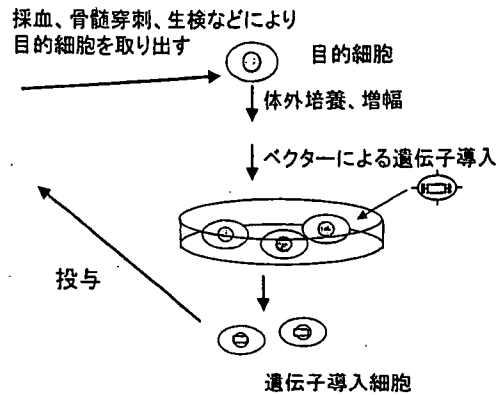 採血、骨髄穿刺、生検などにより
目的細胞を取り出す
目的細胞
体外培養、増幅
ベクターによる遺伝子導入
投与
遺伝子導入細胞